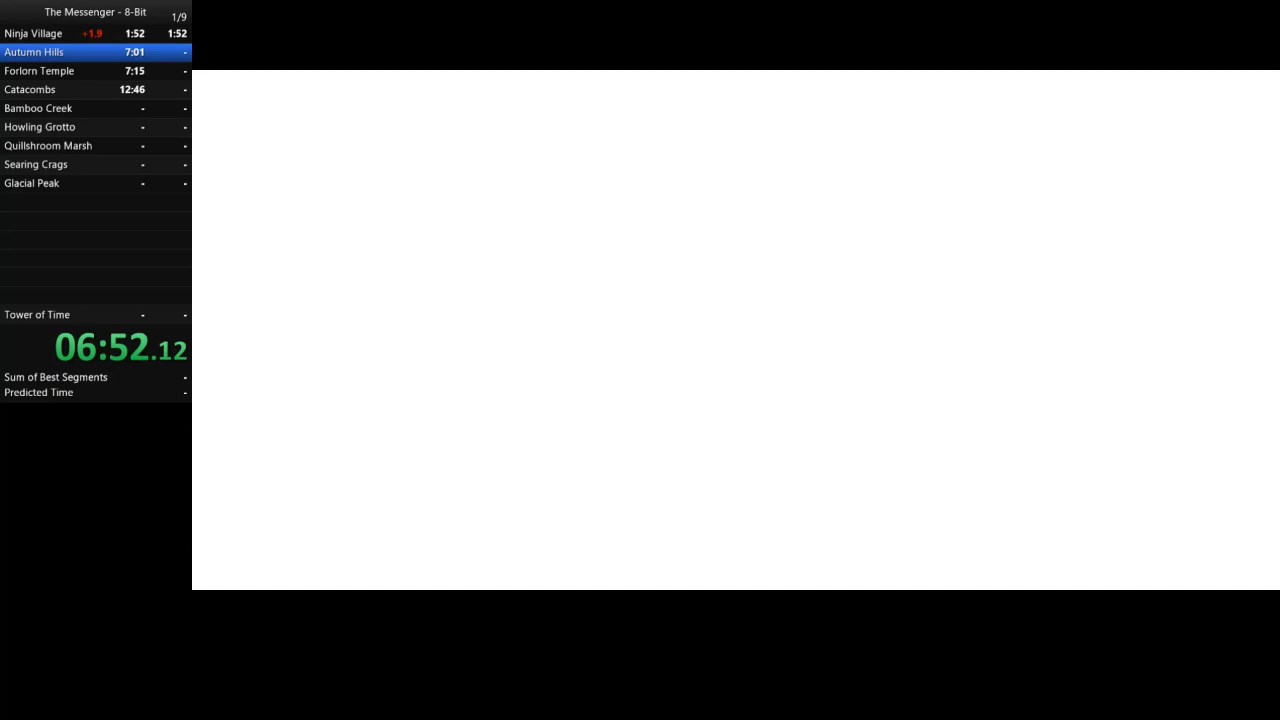 The Messenger - 8-Bit
1/9
Ninja Village +1.9 1:52 1:52
Autumn Hills 7:01 -
Forlorn Temple 7:15 -
Catacombs 12:46 -
Bamboo Creek - -
Howling Grotto - -
Quillshroom Marsh - -
Searing Crags - -
Glacial Peak - -
Tower of Time - -
06:52.12
Sum of Best Segments -
Predicted Time -